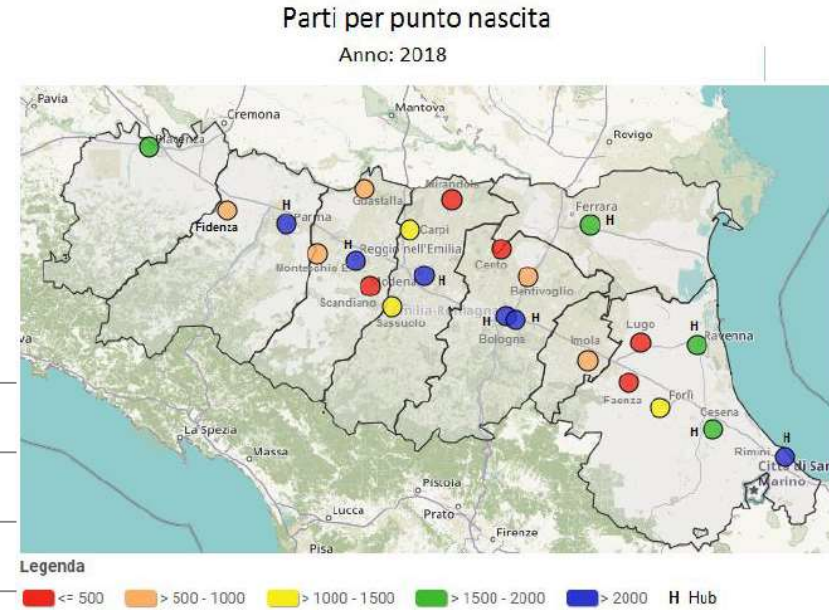 Parti per punto nascita
Anno: 2018
Pavia
Cremona
Mantova
Rovigo
Piacenza
Mirandola
Guastalla
Fidenza
H
Parma
Ferrara
H
Carpi
H
Reggio nell'Emilia
Cento
Montecchio E
Modena
H
Bentivoglio
Scandiano
Emilia-Romagna
Sassuolo
H
H
Bologna
Imola
Lugo
H
Ravenna
Faenza
Forlì
Cesena
H
H
Rimini
Città di San
Marino
La Spezia
Massa
Pistoia
Prato
Lucca
Firenze
Pisa
Legenda
<= 500 > 500 - 1000 > 1000 - 1500 > 1500 - 2000 > 2000 H Hub